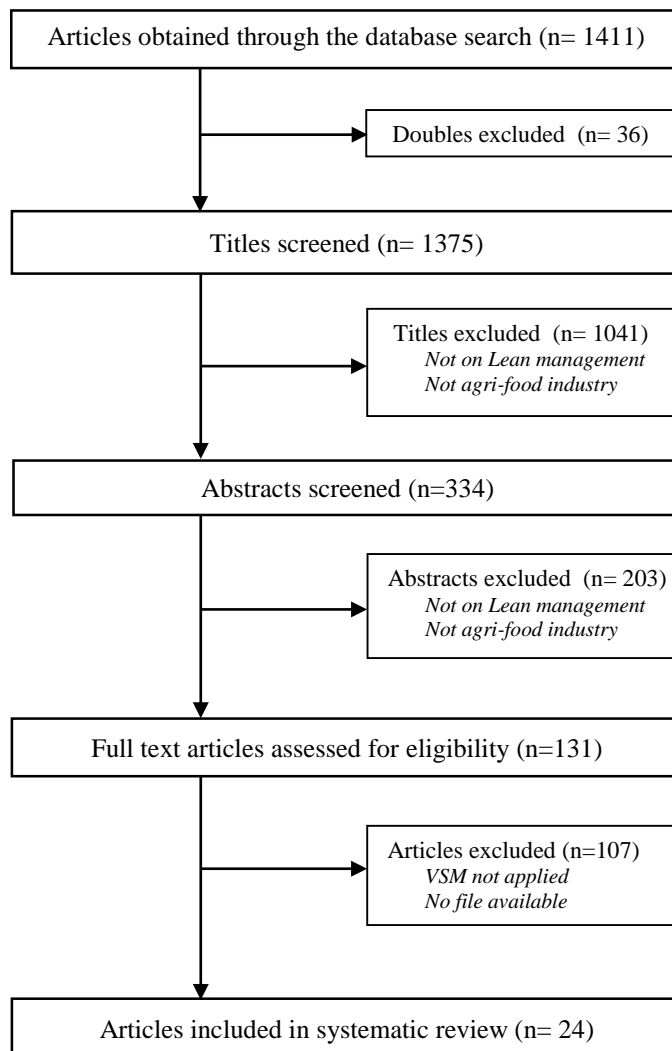 Articles obtained through the database search (n= 1411)
Doubles excluded  (n= 36)
Titles screened (n= 1375)
Titles excluded  (n= 1041)
Not on Lean management
Not agri-food industry
Abstracts screened (n=334)
Abstracts excluded  (n= 203)
Not on Lean management
Not agri-food industry
Full text articles assessed for eligibility (n=131)
Articles excluded (n=107)
VSM not applied
No file available
Articles included in systematic review (n= 24)